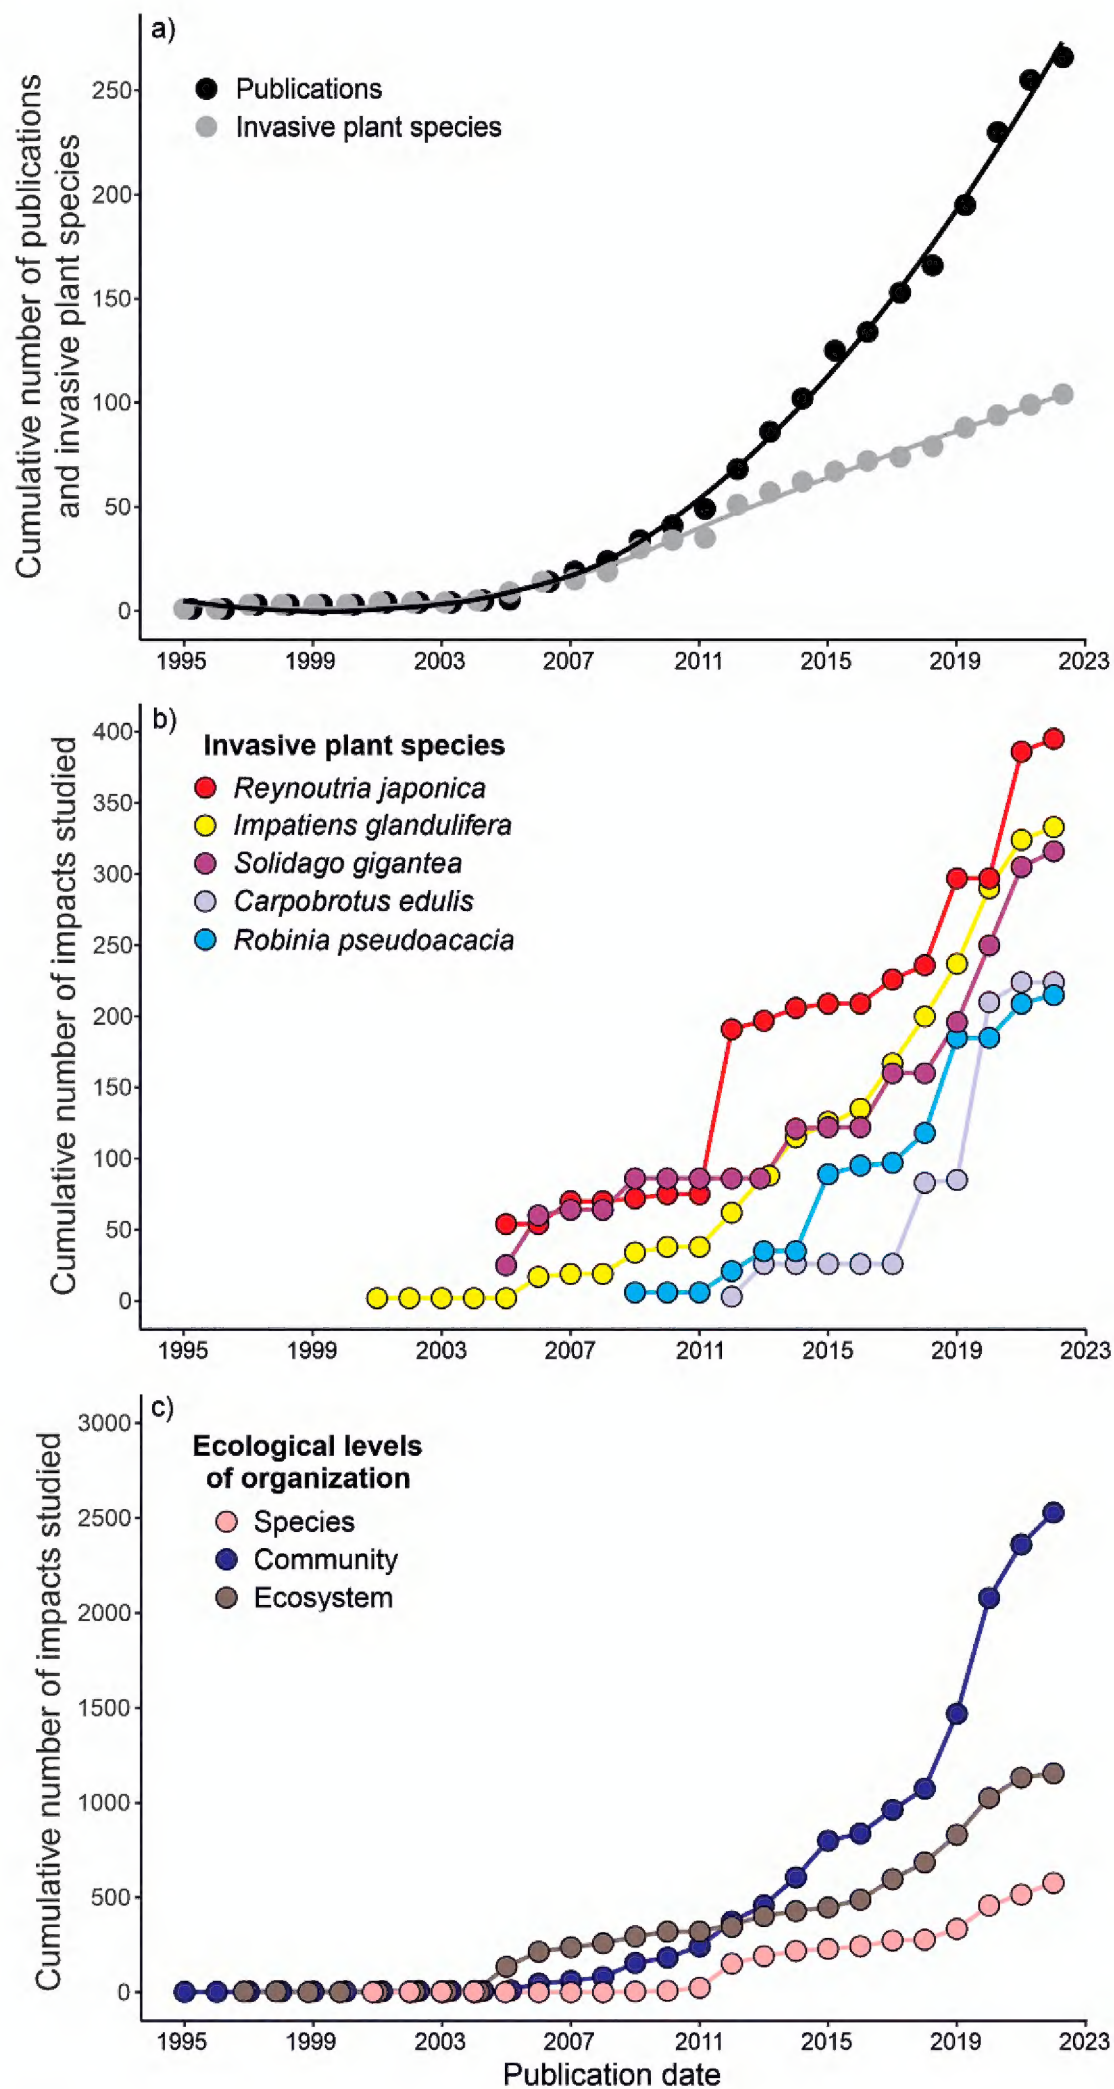 a)
Cumulative number of publications
and invasive plant species
Publications
Invasive plant species
250
200
150
100
50
0
1995 1999 2003 2007 2011 2015 2019 2023
b)
Cumulative number of impacts studied
Invasive plant species
Reynoutria japonica
Impatiens glandulifera
Solidago gigantea
Carpobrotus edulis
Robinia pseudoacacia
400
350
300
250
200
150
100
50
0
1995 1999 2003 2007 2011 2015 2019 2023
c)
Cumulative number of impacts studied
Ecological levels
of organization
Species
Community
Ecosystem
3000
2500
2000
1500
1000
500
0
1995 1999 2003 2007 2011 2015 2019 2023
Publication date